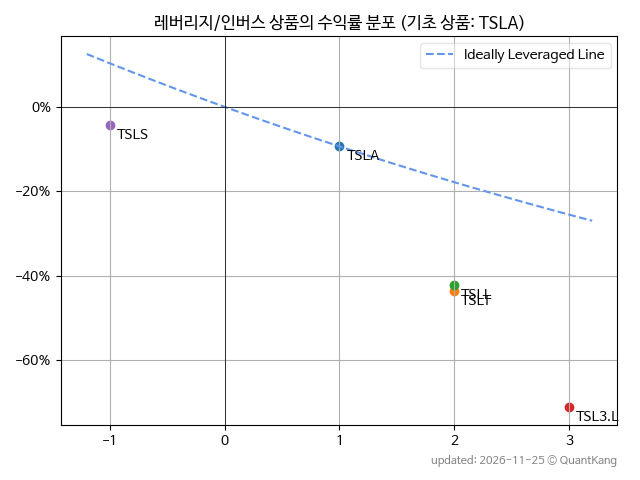 레버리지/인버스 상품의 수익률 분포 (기초 상품: TSLA)
Ideally Leveraged Line
0%
−20%
−40%
−60%
TSLS
TSLA
TSLL
TSLT
TSL3.L
−1
0
1
2
3
updated: 2026-11-25 © QuantKang